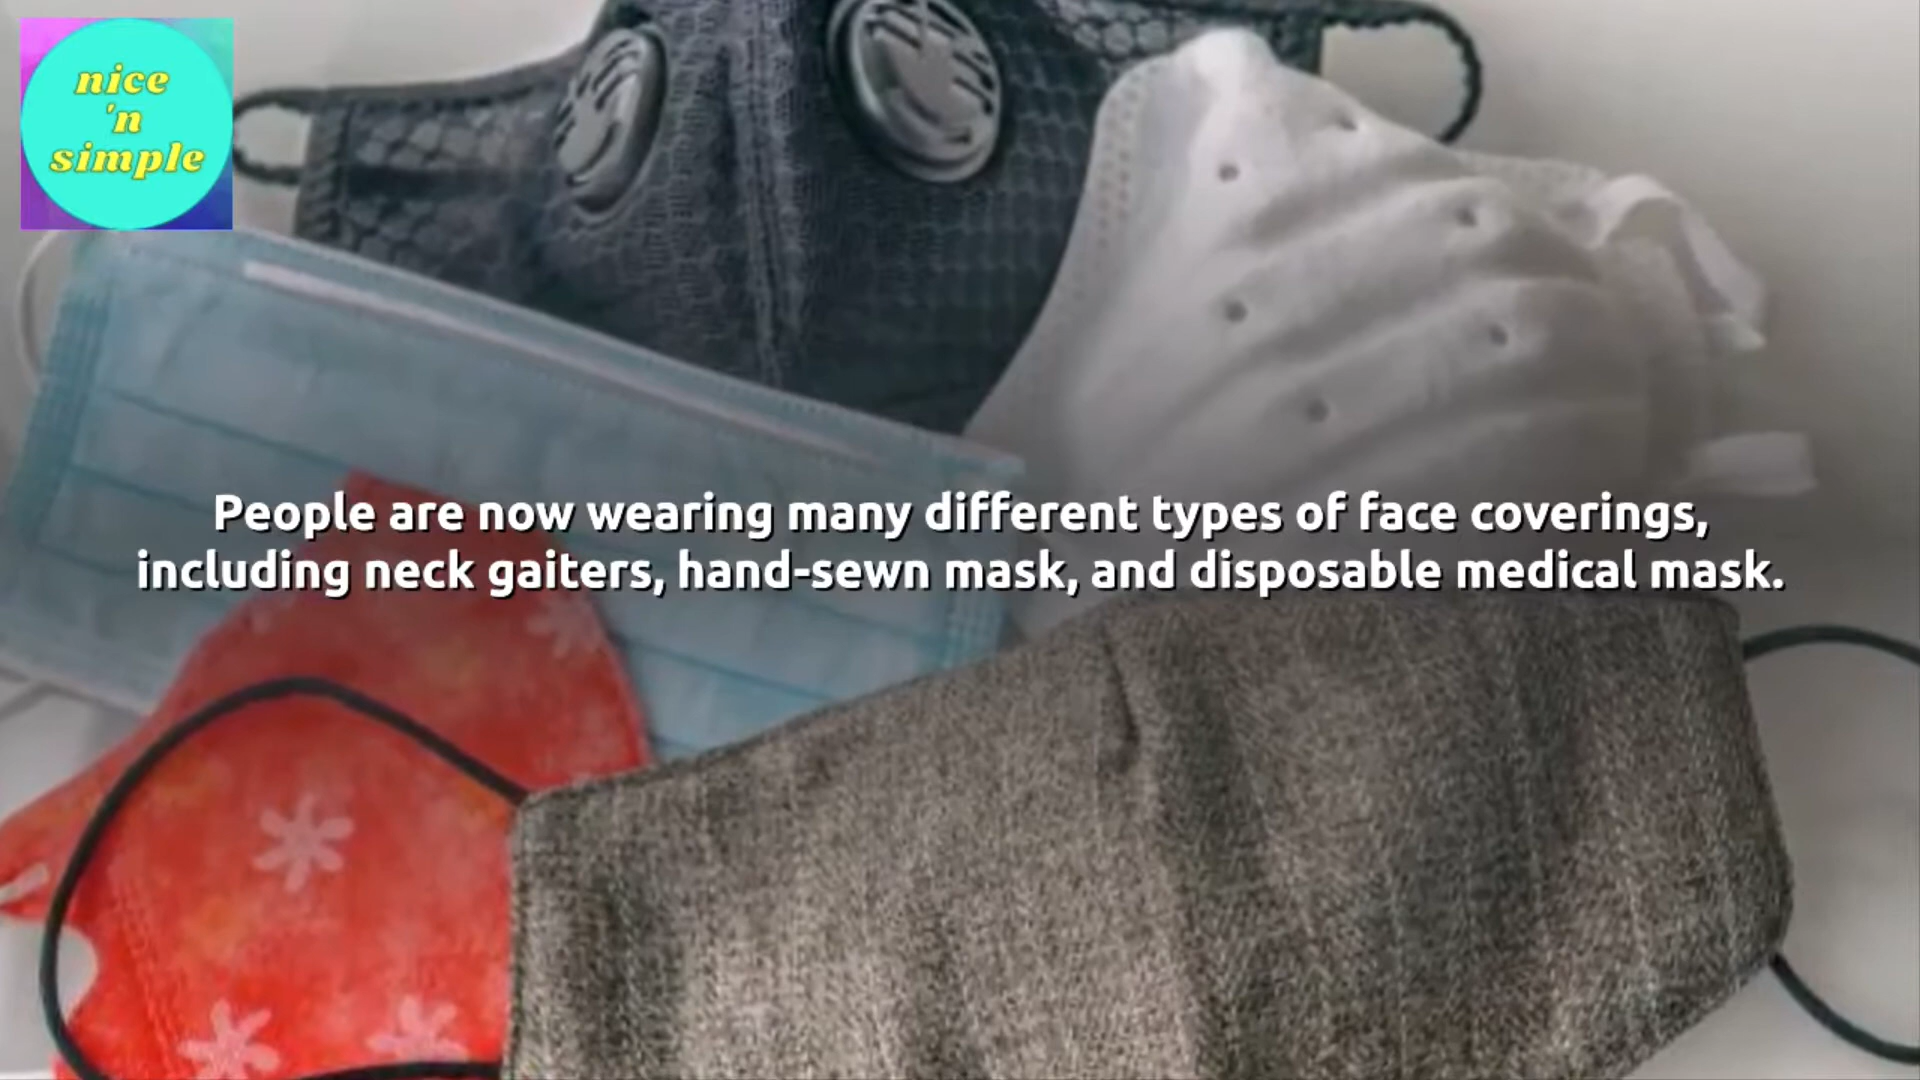 nice
'n
simple
People are now wearing many different types of face coverings,
including neck gaiters, hand-sewn mask, and disposable medical mask.